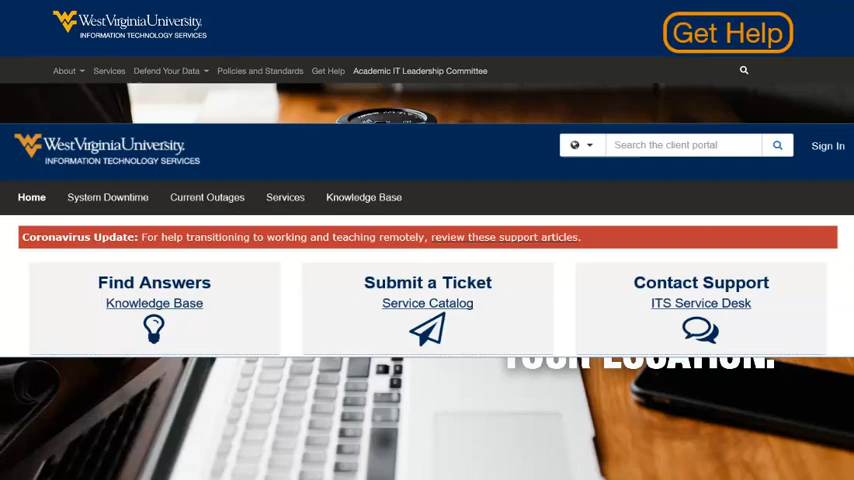 WestVirginiaUniversity.
INFORMATION TECHNOLOGY SERVICES
Get Help
About Services Defend Your Data Policies and Standards Get Help Academic IT Leadership Committee
WestVirginiaUniversity.
INFORMATION TECHNOLOGY SERVICES
Search the client portal
Sign In
Home System Downtime Current Outages Services Knowledge Base
Coronavirus Update: For help transitioning to working and teaching remotely, review these support articles.
Find Answers
Knowledge Base
Submit a Ticket
Service Catalog
Contact Support
ITS Service Desk
YOUR LOCATION.